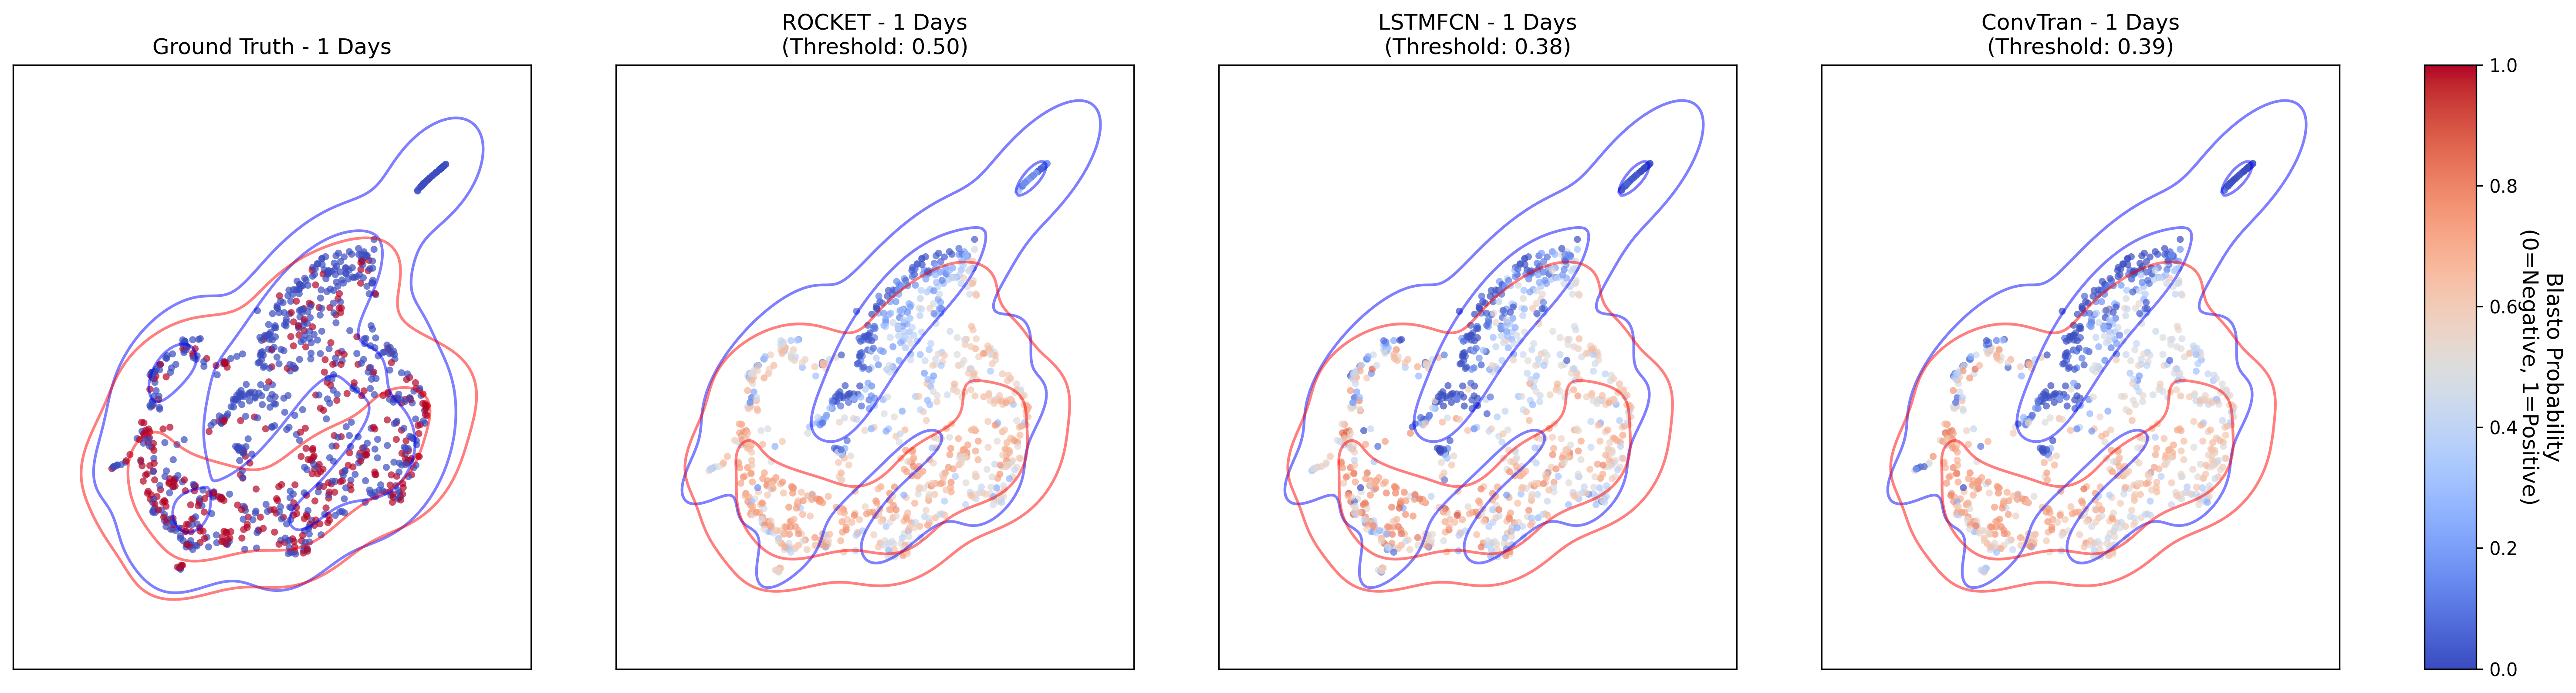 Ground Truth - 1 Days
ROCKET - 1 Days
(Threshold: 0.50)
LSTMFCN - 1 Days
(Threshold: 0.38)
ConvTran - 1 Days
(Threshold: 0.39)
1.0
0.8
0.6
0.4
0.2
0.0
Blasto Probability
(0=Negative, 1=Positive)